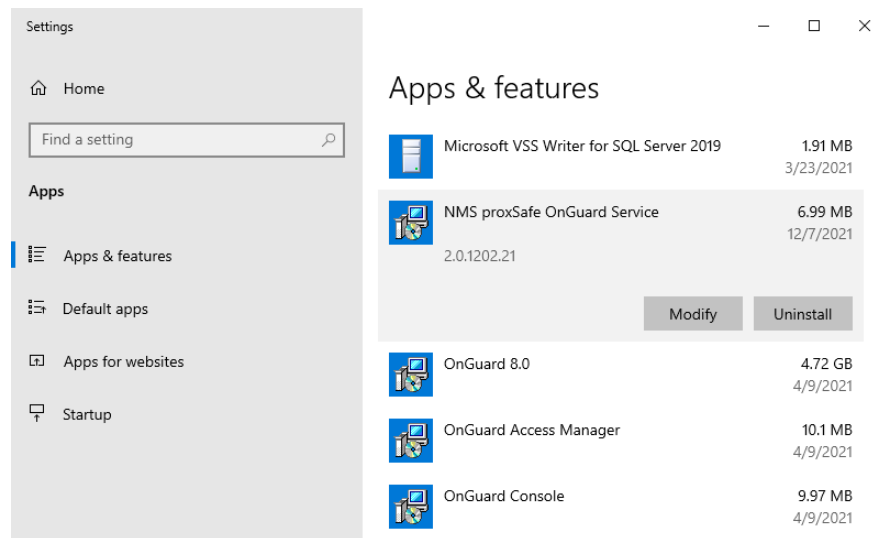 Settings
Home
Find a setting
Apps
Apps & features
Default apps
Apps for websites
Startup
Apps & features
Microsoft VSS Writer for SQL Server 2019 1.91 MB
3/23/2021
NMS proxSafe OnGuard Service 6.99 MB
12/7/2021
2.0.1202.21
Modify Uninstall
OnGuard 8.0 4.72 GB
4/9/2021
OnGuard Access Manager 10.1 MB
4/9/2021
OnGuard Console 9.97 MB
4/9/2021